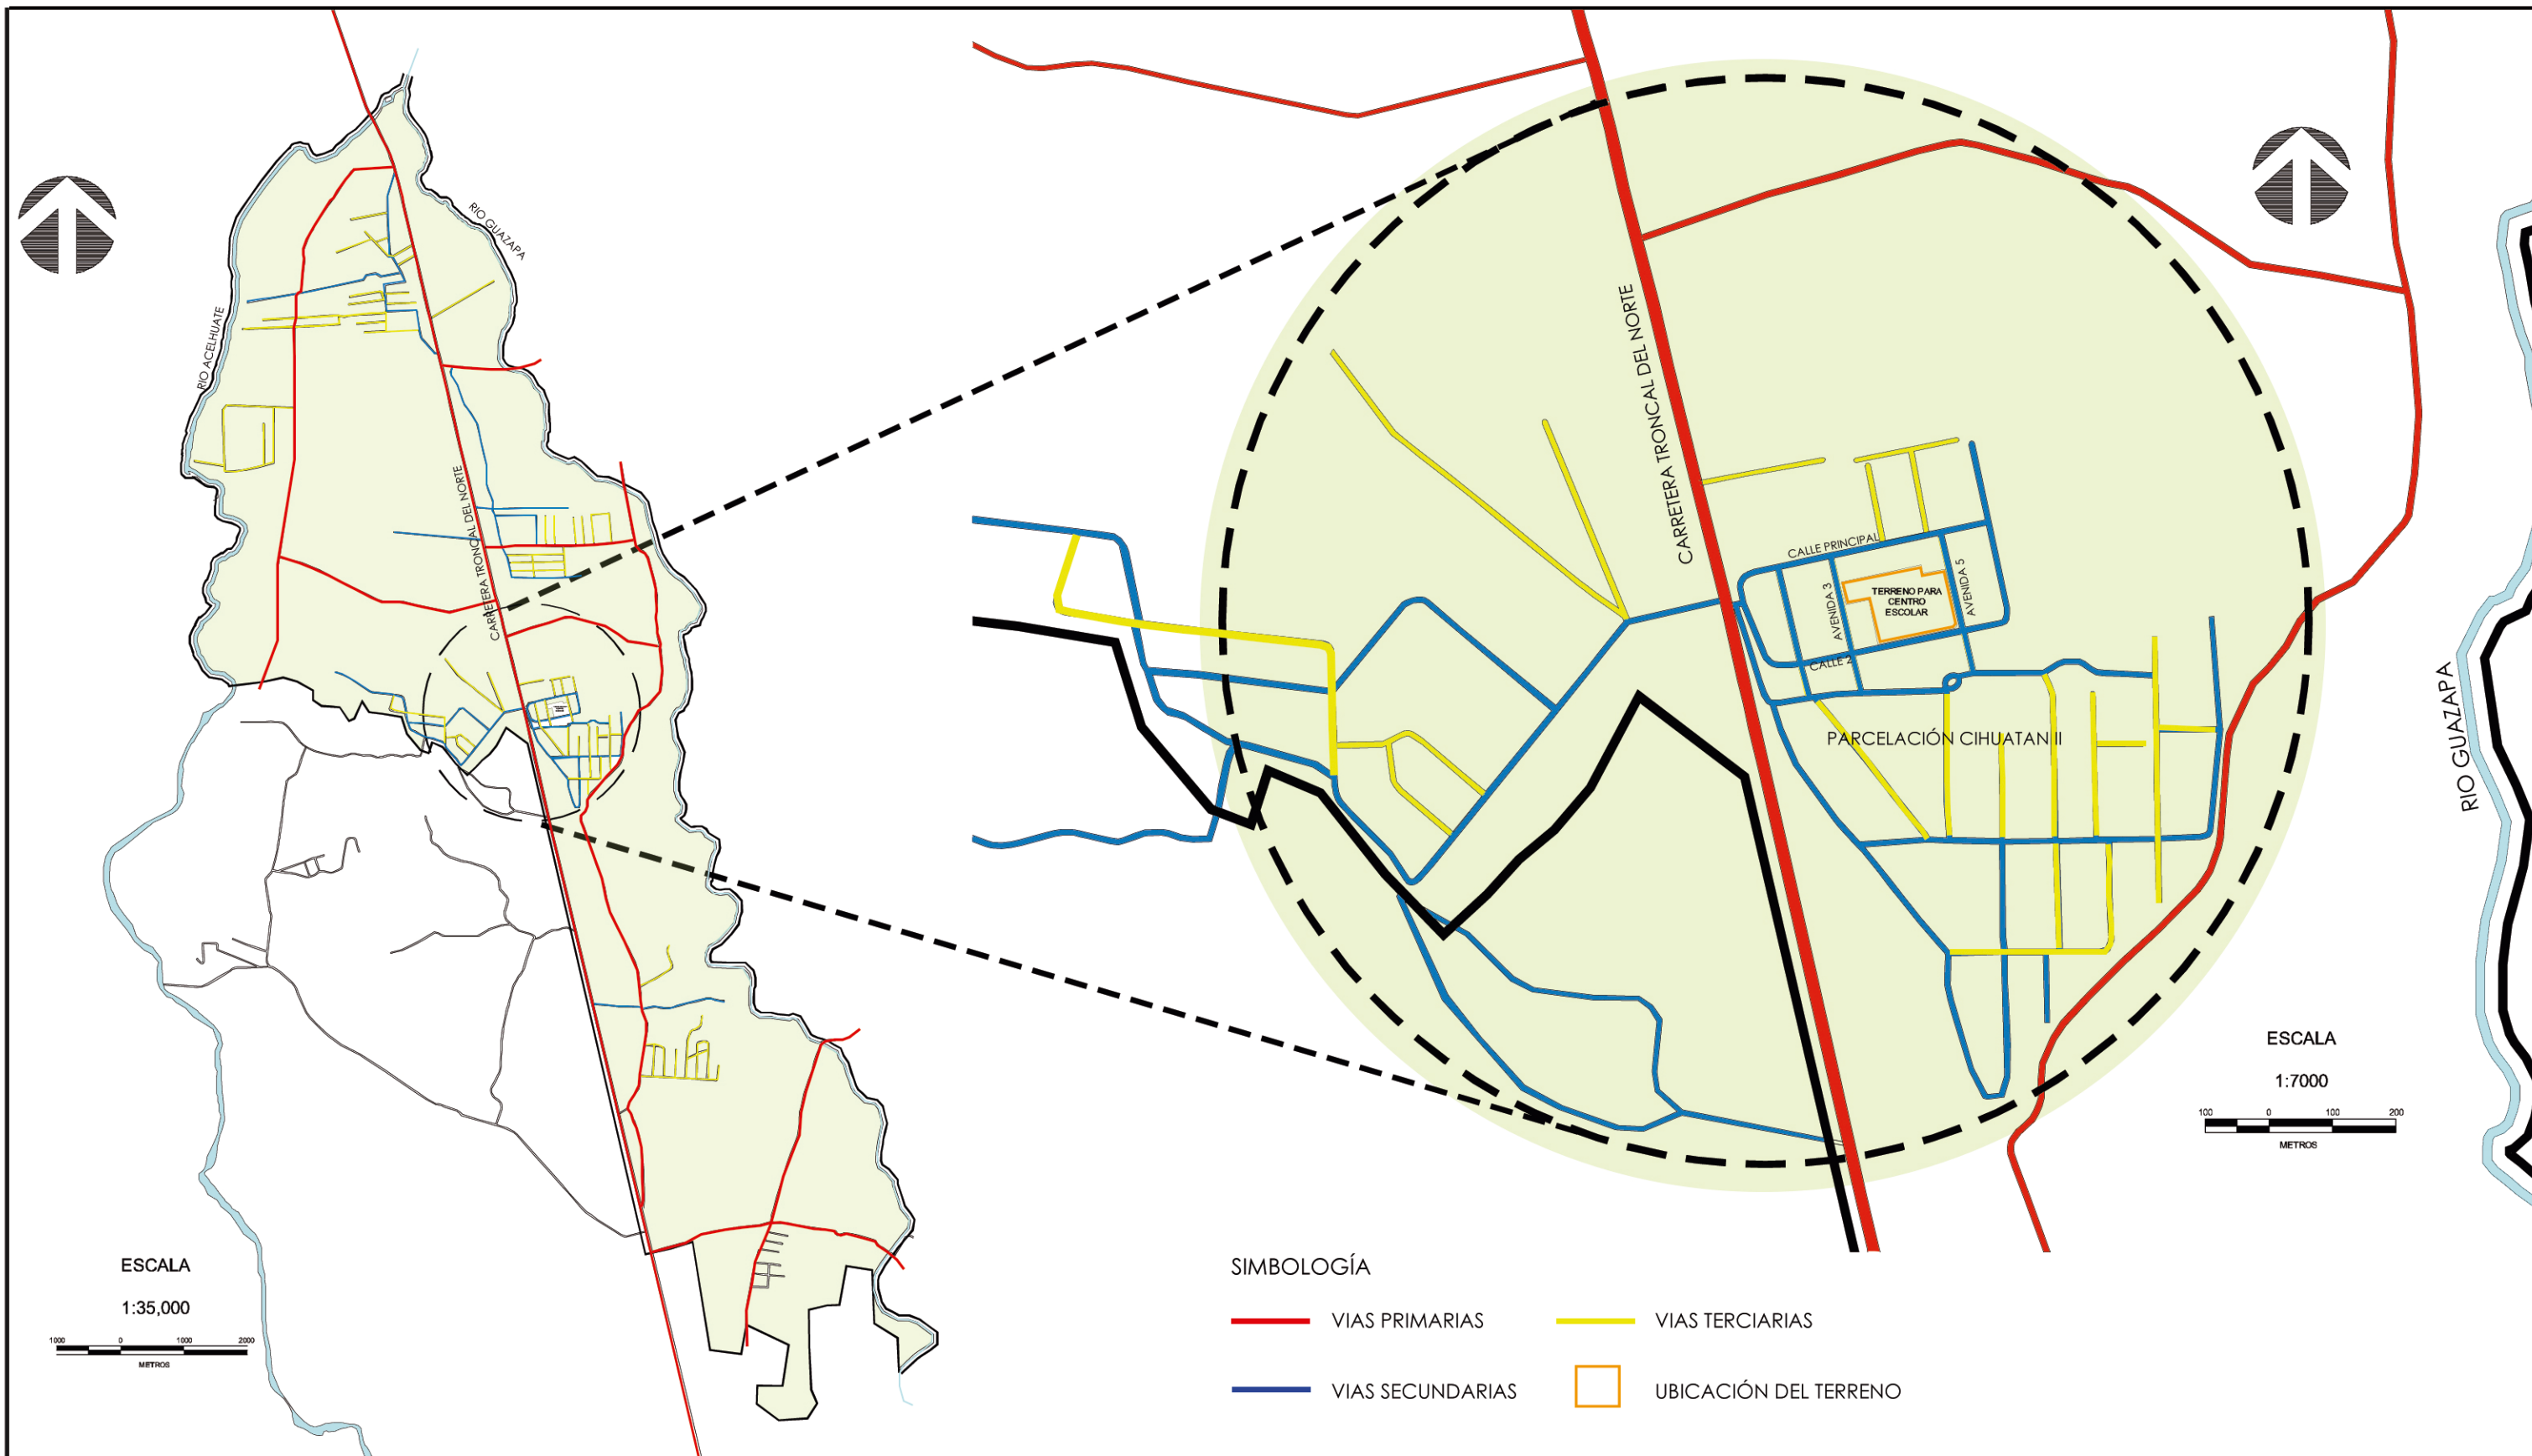 RIO GUAZAPA
RIO ACELHUATE
CARRETERA TRONCAL DEL NORTE
CARRETERA TRONCAL DEL NORTE
CALLE PRINCIPAL
AVENIDA 3
AVENIDA 5
TERRENO PARA
CENTRO
ESCOLAR
CALLE 2
PARCELACIÓN CIHUATAN II
RIO GUAZAPA
ESCALA
1:7000
100 0 100 200
METROS
ESCALA
1:35,000
1000 0 1000 2000
METROS
SIMBOLOGÍA
VIAS PRIMARIAS
VIAS TERCIARIAS
VIAS SECUNDARIAS
UBICACIÓN DEL TERRENO